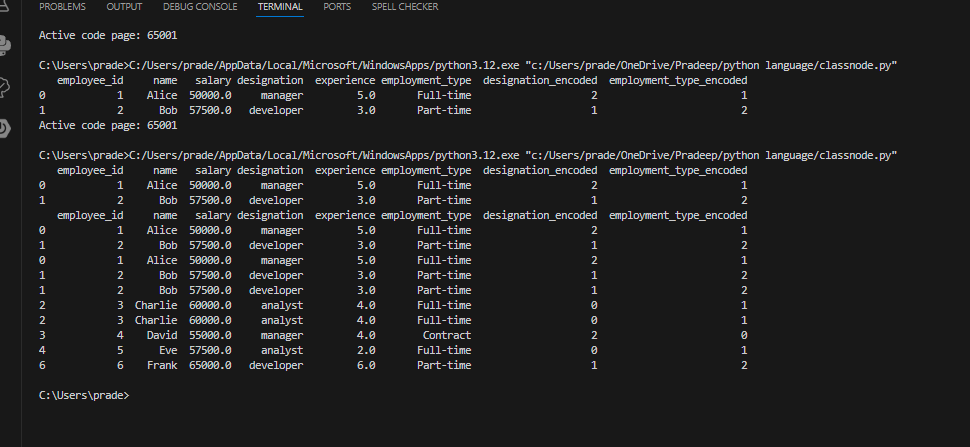 PROBLEMS OUTPUT DEBUG CONSOLE TERMINAL PORTS SPELL CHECKER
Active code page: 65001
C:\Users\prade>C:/Users/prade/AppData/Local/Microsoft/WindowsApps/python3.12.exe "c:/Users/prade/OneDrive/Pradeep/python language/classnode.py"
employee_id name salary designation experience employment_type designation_encoded employment_type_encoded
0 1 Alice 50000.0 manager 5.0 Full-time 2 1
1 2 Bob 57500.0 developer 3.0 Part-time 1 2
Active code page: 65001
C:\Users\prade>C:/Users/prade/AppData/Local/Microsoft/WindowsApps/python3.12.exe "c:/Users/prade/OneDrive/Pradeep/python language/classnode.py"
employee_id name salary designation experience employment_type designation_encoded employment_type_encoded
0 1 Alice 50000.0 manager 5.0 Full-time 2 1
1 2 Bob 57500.0 developer 3.0 Part-time 1 2
employee_id name salary designation experience employment_type designation_encoded employment_type_encoded
0 1 Alice 50000.0 manager 5.0 Full-time 2 1
1 2 Bob 57500.0 developer 3.0 Part-time 1 2
0 1 Alice 50000.0 manager 5.0 Full-time 2 1
1 2 Bob 57500.0 developer 3.0 Part-time 1 2
1 2 Bob 57500.0 developer 3.0 Part-time 1 2
2 3 Charlie 60000.0 analyst 4.0 Full-time 0 1
2 3 Charlie 60000.0 analyst 4.0 Full-time 0 1
3 4 David 55000.0 manager 4.0 Contract 2 0
4 5 Eve 57500.0 analyst 2.0 Full-time 0 1
6 6 Frank 65000.0 developer 6.0 Part-time 1 2
C:\Users\prade>